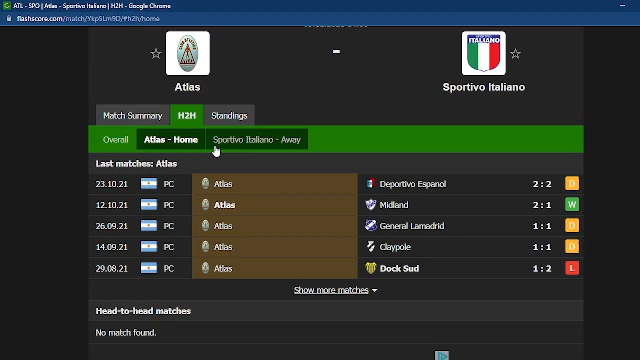 ATL - SPO | Atlas - Sportivo Italiano | H2H - Google Chrome
flashscore.com/match/Ykp5Lm9D/#h2h/home
ITALIANO
Atlas
-
Sportivo Italiano
Match Summary H2H Standings
Overall Atlas - Home Sportivo Italiano - Away
Last matches: Atlas
23.10.21 PC Atlas Deportivo Espanol 2 : 2 D
12.10.21 PC Atlas Midland 2 : 1 W
26.09.21 PC Atlas General Lamadrid 1 : 1 D
14.09.21 PC Atlas Claypole 1 : 1 D
29.08.21 PC Atlas Dock Sud 1 : 2 L
Show more matches
Head-to-head matches
No match found.